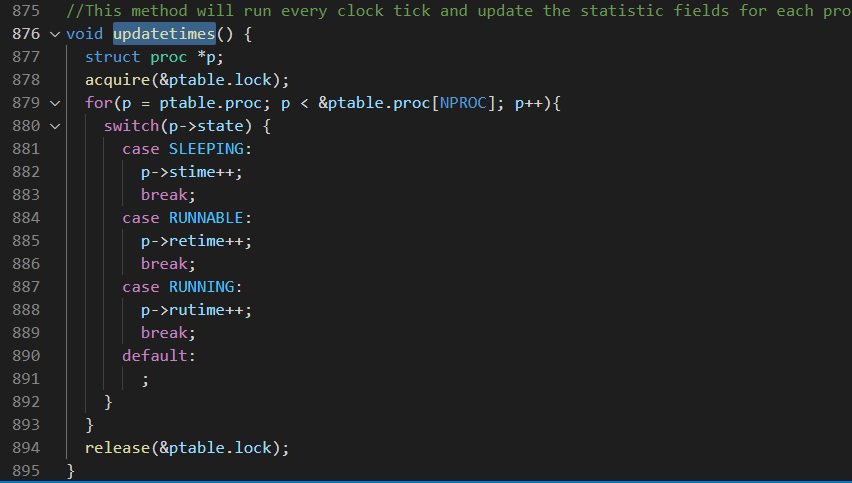 875 //This method will run every clock tick and update the statistic fields for each pro
876 void updatetimes() {
877 struct proc *p;
878 acquire(&ptable.lock);
879 for(p = ptable.proc; p < &ptable.proc[NPROC]; p++){
880 switch(p->state) {
881 case SLEEPING:
882 p->stime++;
883 break;
884 case RUNNABLE:
885 p->retime++;
886 break;
887 case RUNNING:
888 p->rutime++;
889 break;
890 default:
891 ;
892 }
893 }
894 release(&ptable.lock);
895 }